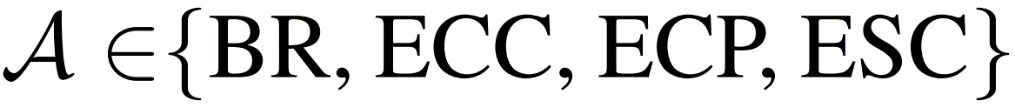 𝒜 ∈ {BR, ECC, ECP, ESC}